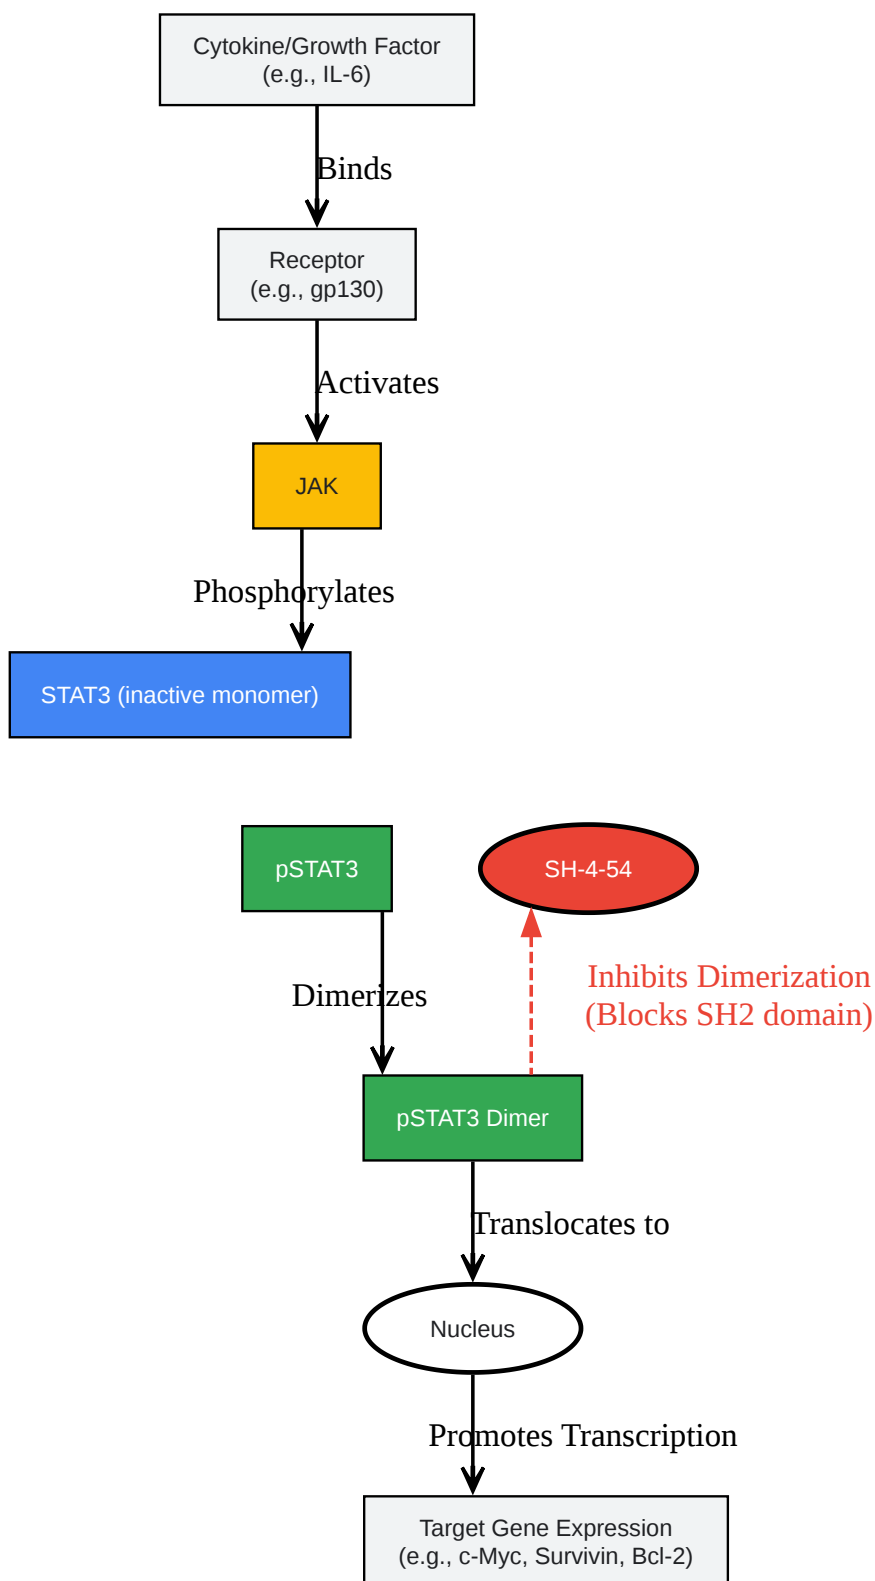 Cytokine/Growth Factor
(e.g., IL-6)
Binds
Receptor
(e.g., gp130)
Activates
JAK
Phosphorylates
STAT3 (inactive monomer)
pSTAT3
SH-4-54
Inhibits Dimerization
(Blocks SH2 domain)
Dimerizes
pSTAT3 Dimer
Translocates to
Nucleus
Promotes Transcription
Target Gene Expression
(e.g., c-Myc, Survivin, Bcl-2)